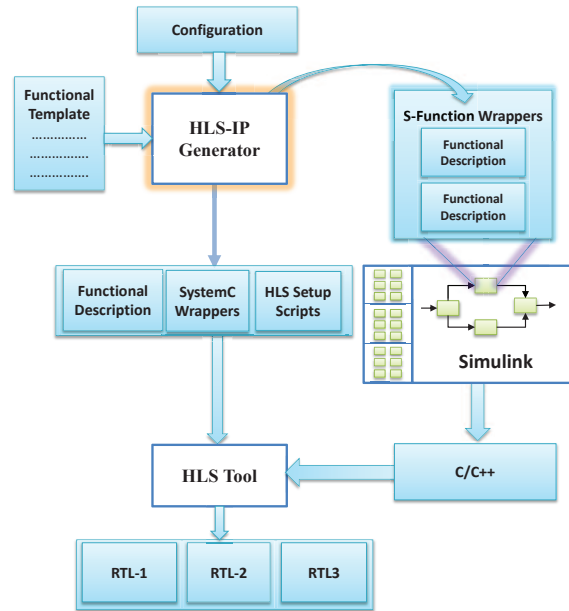 Configuration
Functional
Template
……………
…………….
…………….
HLS-IP
Generator
S-Function Wrappers
Functional
Description
Functional
Description
Functional
Description
SystemC
Wrappers
HLS Setup
Scripts
Simulink
HLS Tool
C/C++
RTL-1
RTL-2
RTL3